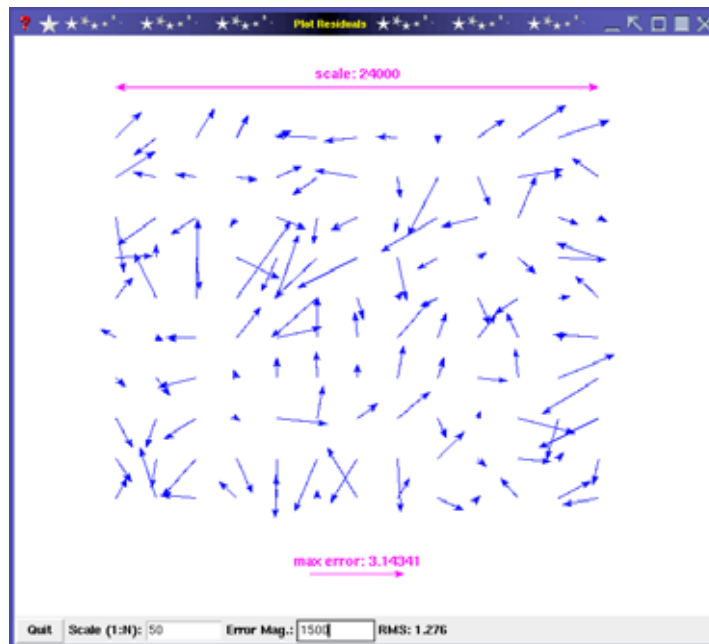 Plot Residuals
scale: 24000
max error: 3.14341
Quit Scale (1:N): 50 Error Mag.: 1500 RMS: 1.276